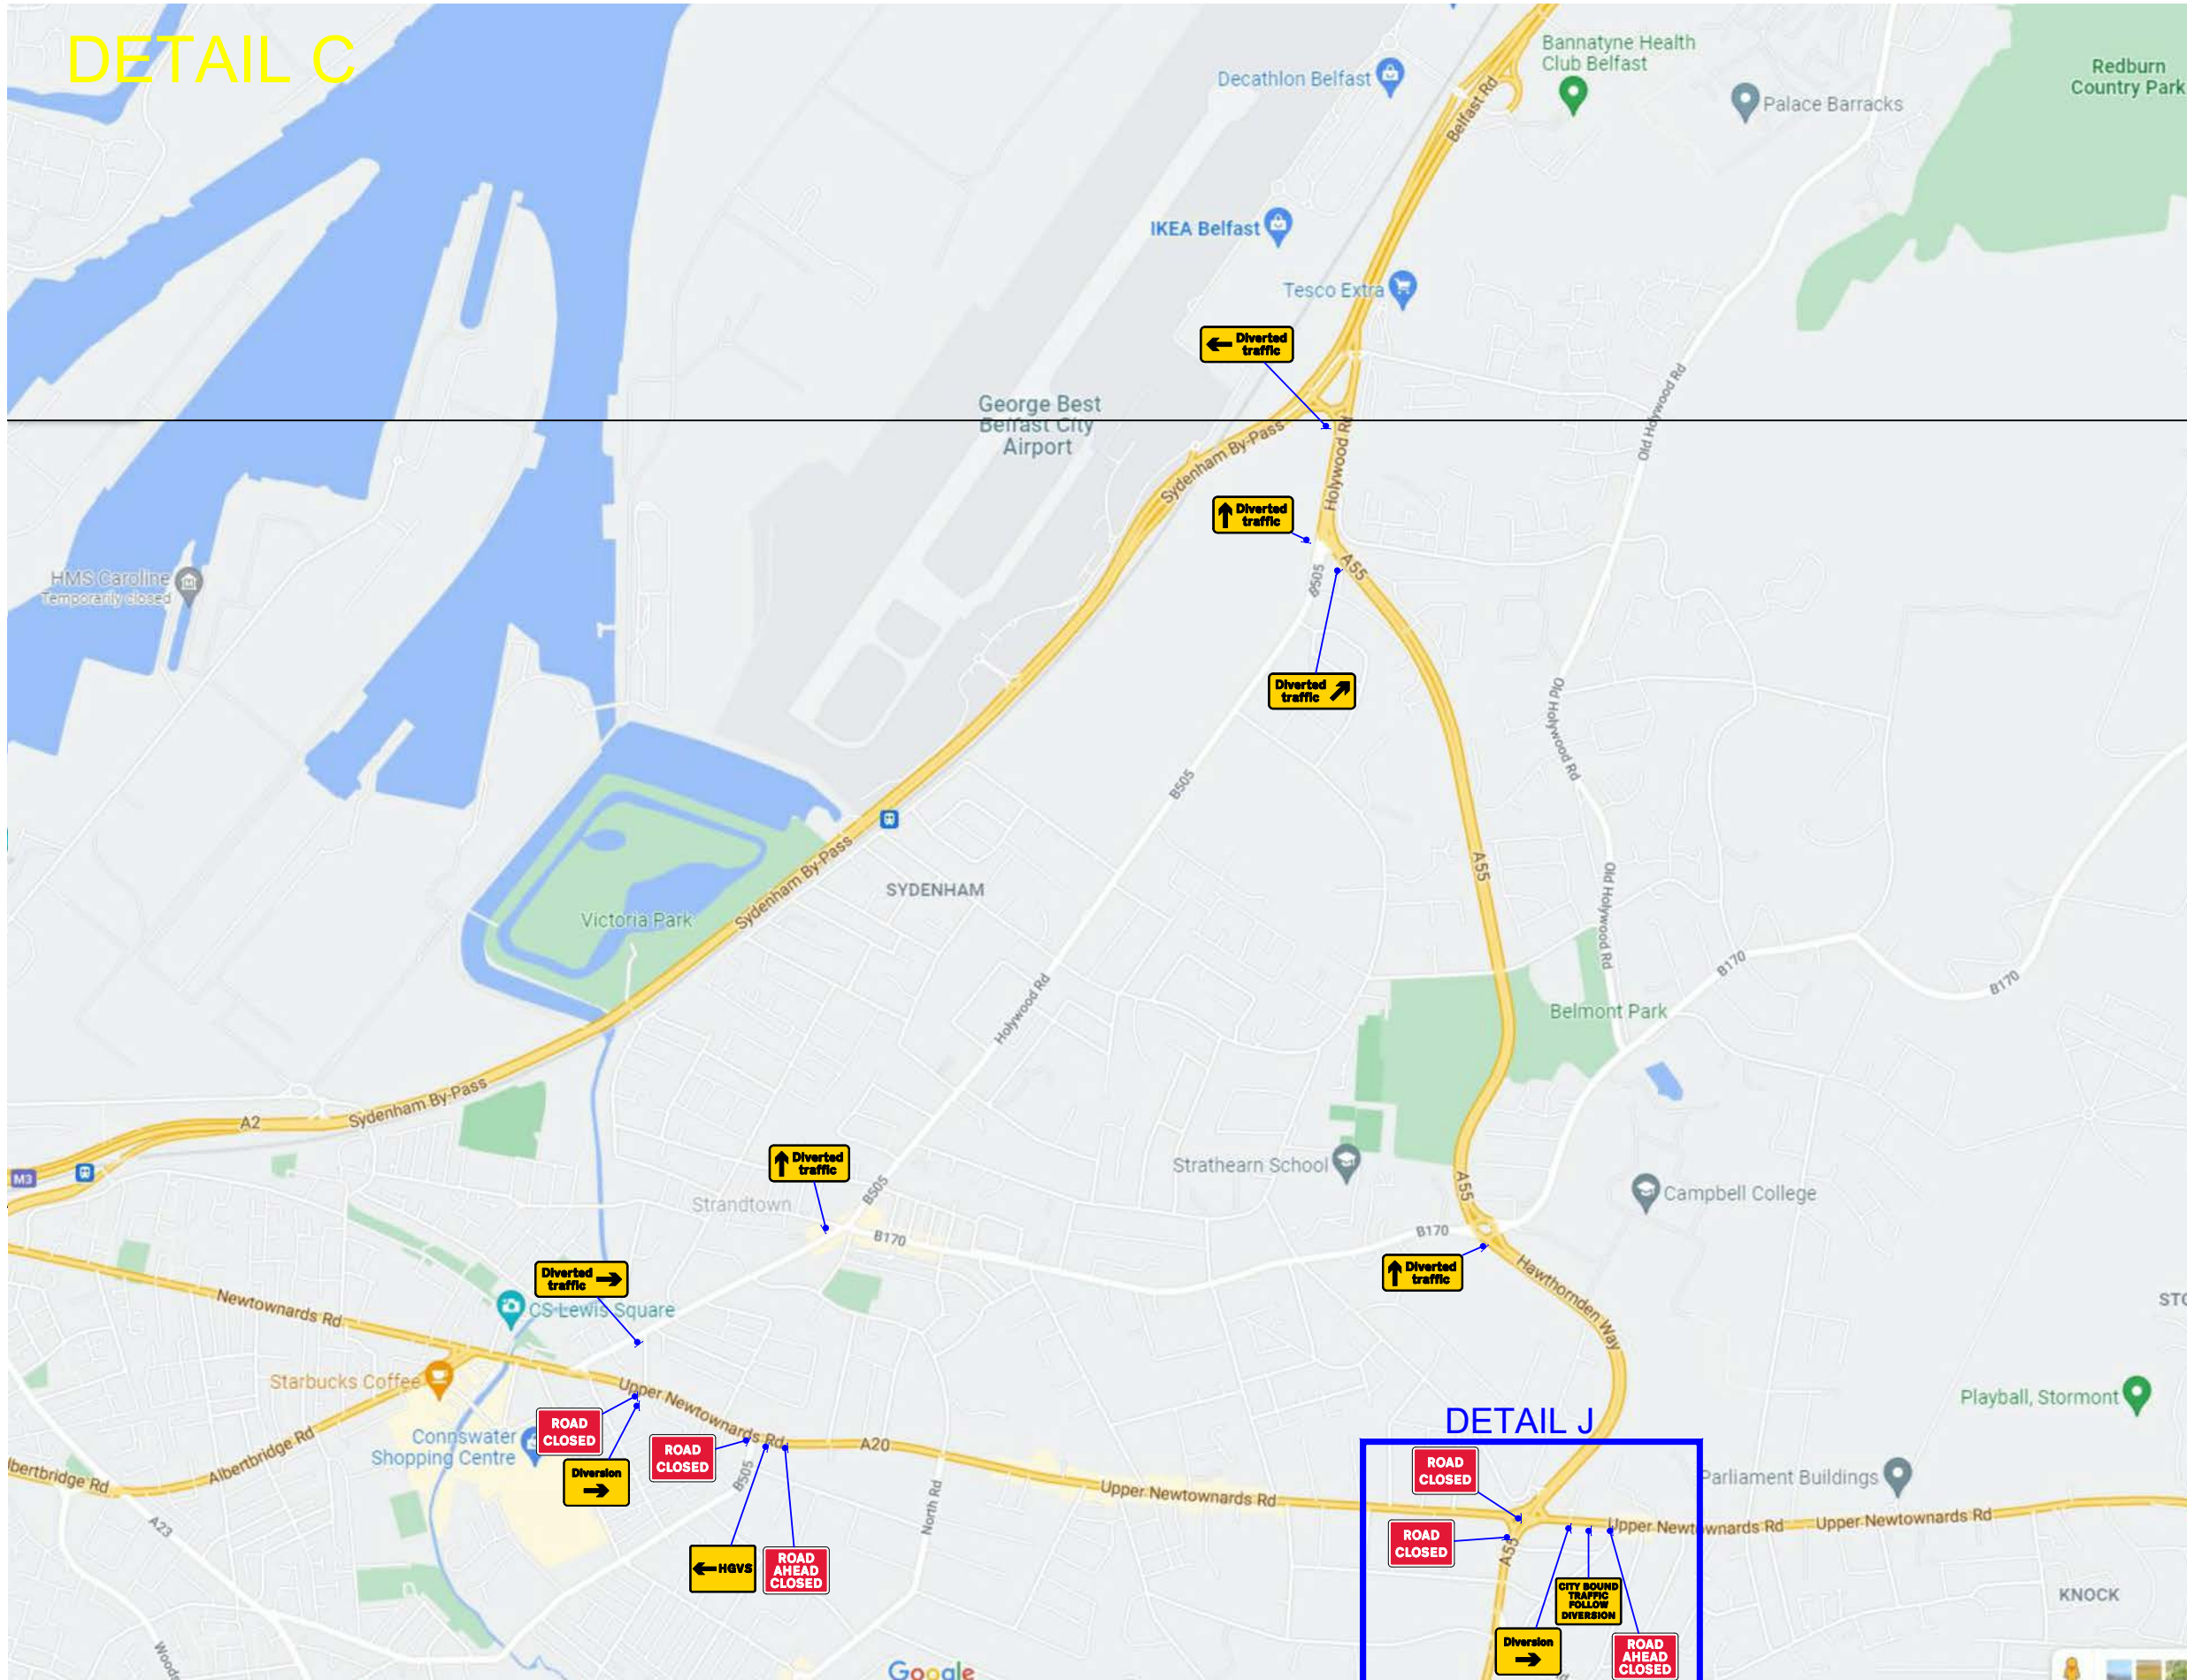 DETAIL C
Bannatyne Health
Club Belfast
Redburn
Country Park
Decathlon Belfast
Palace Barracks
Belfast Rd
IKEA Belfast
Tesco Extra
Diverted
traffic
George Best
Belfast City
Airport
Old Holywood Rd
Sydenham By-Pass
Holywood Rd
Diverted
traffic
A55
B505
HMS Caroline
Temporarily closed
Diverted
traffic
Old Holywood Rd
B505
SYDENHAM
A55
Sydenham By-Pass
Old Holywood Rd
Victoria Park
B170
B170
Holywood Rd
Belmont Park
Sydenham By-Pass
A2
M3
Diverted
traffic
Strathearn School
A55
Campbell College
B505
Strandtown
B170
B170
Diverted
traffic
Diverted
traffic
Hawthornden Way
CS Lewis Square
Newtownards Rd
Starbucks Coffee
Upper Newtownards Rd
Playball, Stormont
DETAIL J
ROAD
CLOSED
ROAD
CLOSED
A20
Connswater
Shopping Centre
Albertbridge Rd
lbertbridge Rd
Diversion
B505
ROAD
CLOSED
Parliament Buildings
Upper Newtownards Rd
North Rd
Upper Newtownards Rd
Upper Newtownards Rd
A23
ROAD
CLOSED
A55
HGVS
ROAD
AHEAD
CLOSED
CITY BOUND
TRAFFIC
FOLLOW
DIVERSION
KNOCK
Diversion
ROAD
AHEAD
CLOSED
Woods
Google